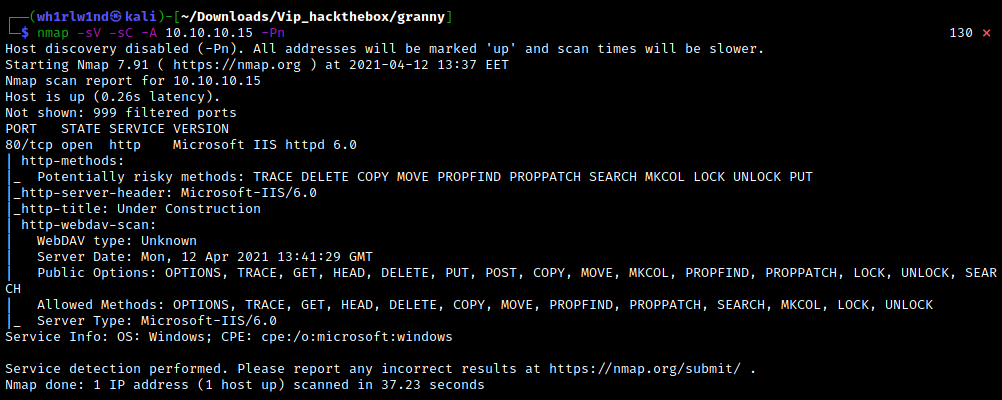 ┌──(wh1rlw1nd㉿kali)-[~/Downloads/Vip_hackthebox/granny]
└─$ nmap -sV -sC -A 10.10.10.15 -Pn 130 ⨯
Host discovery disabled (-Pn). All addresses will be marked 'up' and scan times will be slower.
Starting Nmap 7.91 ( https://nmap.org ) at 2021-04-12 13:37 EET
Nmap scan report for 10.10.10.15
Host is up (0.26s latency).
Not shown: 999 filtered ports
PORT   STATE SERVICE VERSION
80/tcp open  http    Microsoft IIS httpd 6.0
| http-methods:
|_  Potentially risky methods: TRACE DELETE COPY MOVE PROPFIND PROPPATCH SEARCH MKCOL LOCK UNLOCK PUT
|_http-server-header: Microsoft-IIS/6.0
|_http-title: Under Construction
| http-webdav-scan:
|   WebDAV type: Unknown
|   Server Date: Mon, 12 Apr 2021 13:41:29 GMT
|   Public Options: OPTIONS, TRACE, GET, HEAD, DELETE, PUT, POST, COPY, MOVE, MKCOL, PROPFIND, PROPPATCH, LOCK, UNLOCK, SEAR
CH
|   Allowed Methods: OPTIONS, TRACE, GET, HEAD, DELETE, COPY, MOVE, PROPFIND, PROPPATCH, SEARCH, MKCOL, LOCK, UNLOCK
|_  Server Type: Microsoft-IIS/6.0
Service Info: OS: Windows; CPE: cpe:/o:microsoft:windows

Service detection performed. Please report any incorrect results at https://nmap.org/submit/ .
Nmap done: 1 IP address (1 host up) scanned in 37.23 seconds